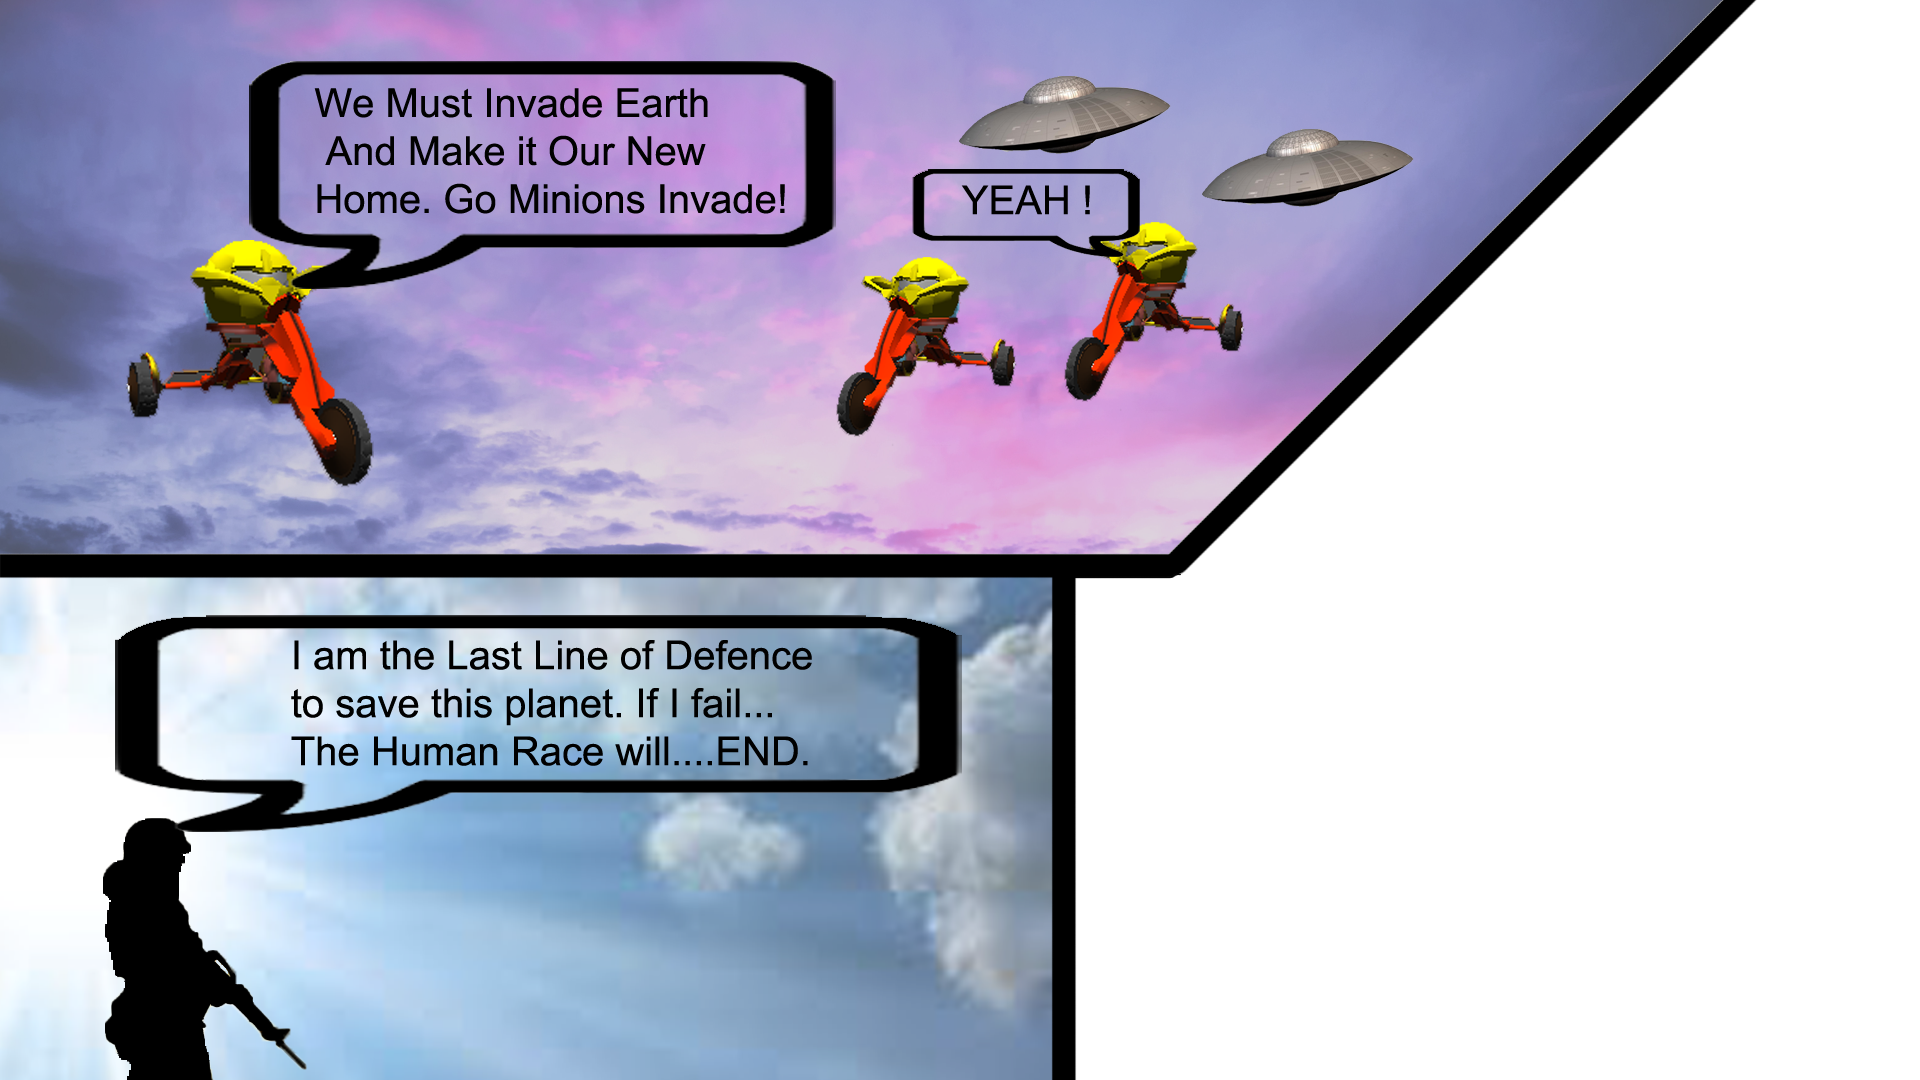 We Must Invade Earth
And Make it Our New
Home. Go Minions Invade!
YEAH !
I am the Last Line of Defence
to save this planet. If I fail...
The Human Race will....END.